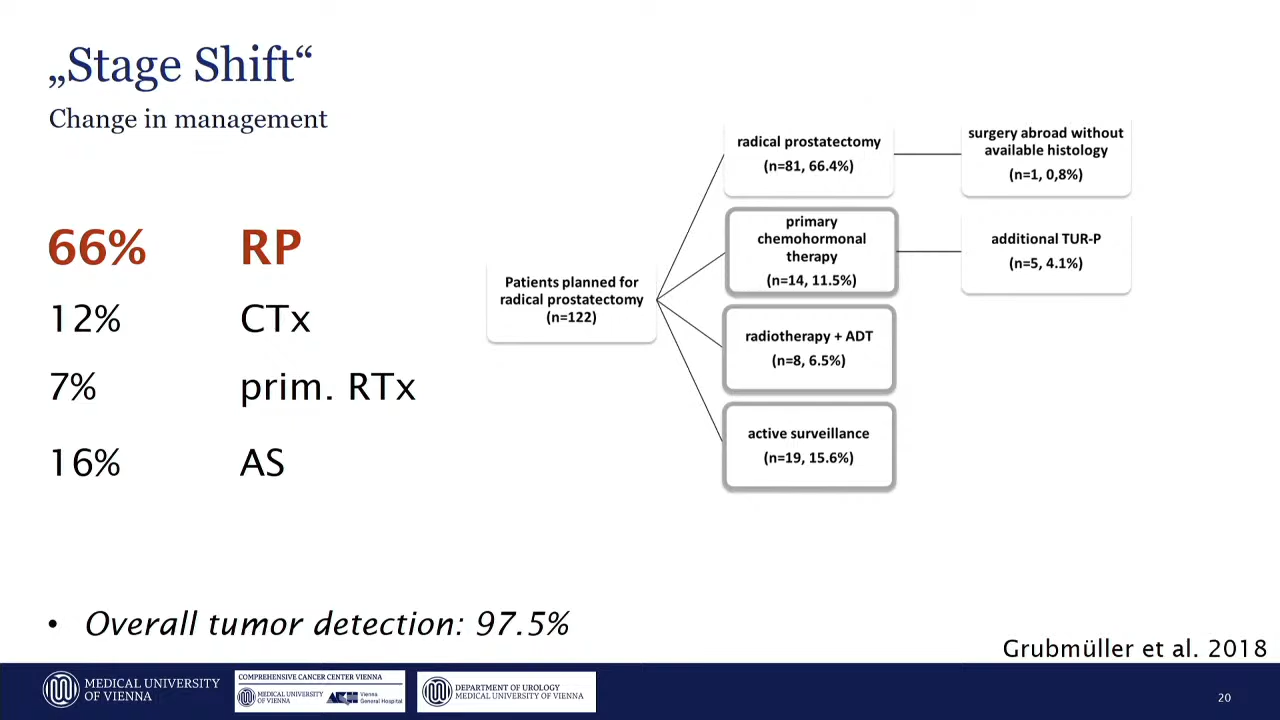 „Stage Shift“
Change in management
66% RP
12% CTx
7% prim. RTx
16% AS
Patients planned for
radical prostatectomy
(n=122)
radical prostatectomy
(n=81, 66.4%)
surgery abroad without
available histology
(n=1, 0,8%)
primary
chemohormonal
therapy
(n=14, 11.5%)
additional TUR-P
(n=5, 4.1%)
radiotherapy + ADT
(n=8, 6.5%)
active surveillance
(n=19, 15.6%)
• Overall tumor detection: 97.5%
Grubmüller et al. 2018
MEDICAL UNIVERSITY
OF VIENNA
COMPREHENSIVE CANCER CENTER VIENNA
MEDICAL UNIVERSITY
OF VIENNA
AKH
Vienna
General Hospital
DEPARTMENT OF UROLOGY
MEDICAL UNIVERSITY OF VIENNA
20